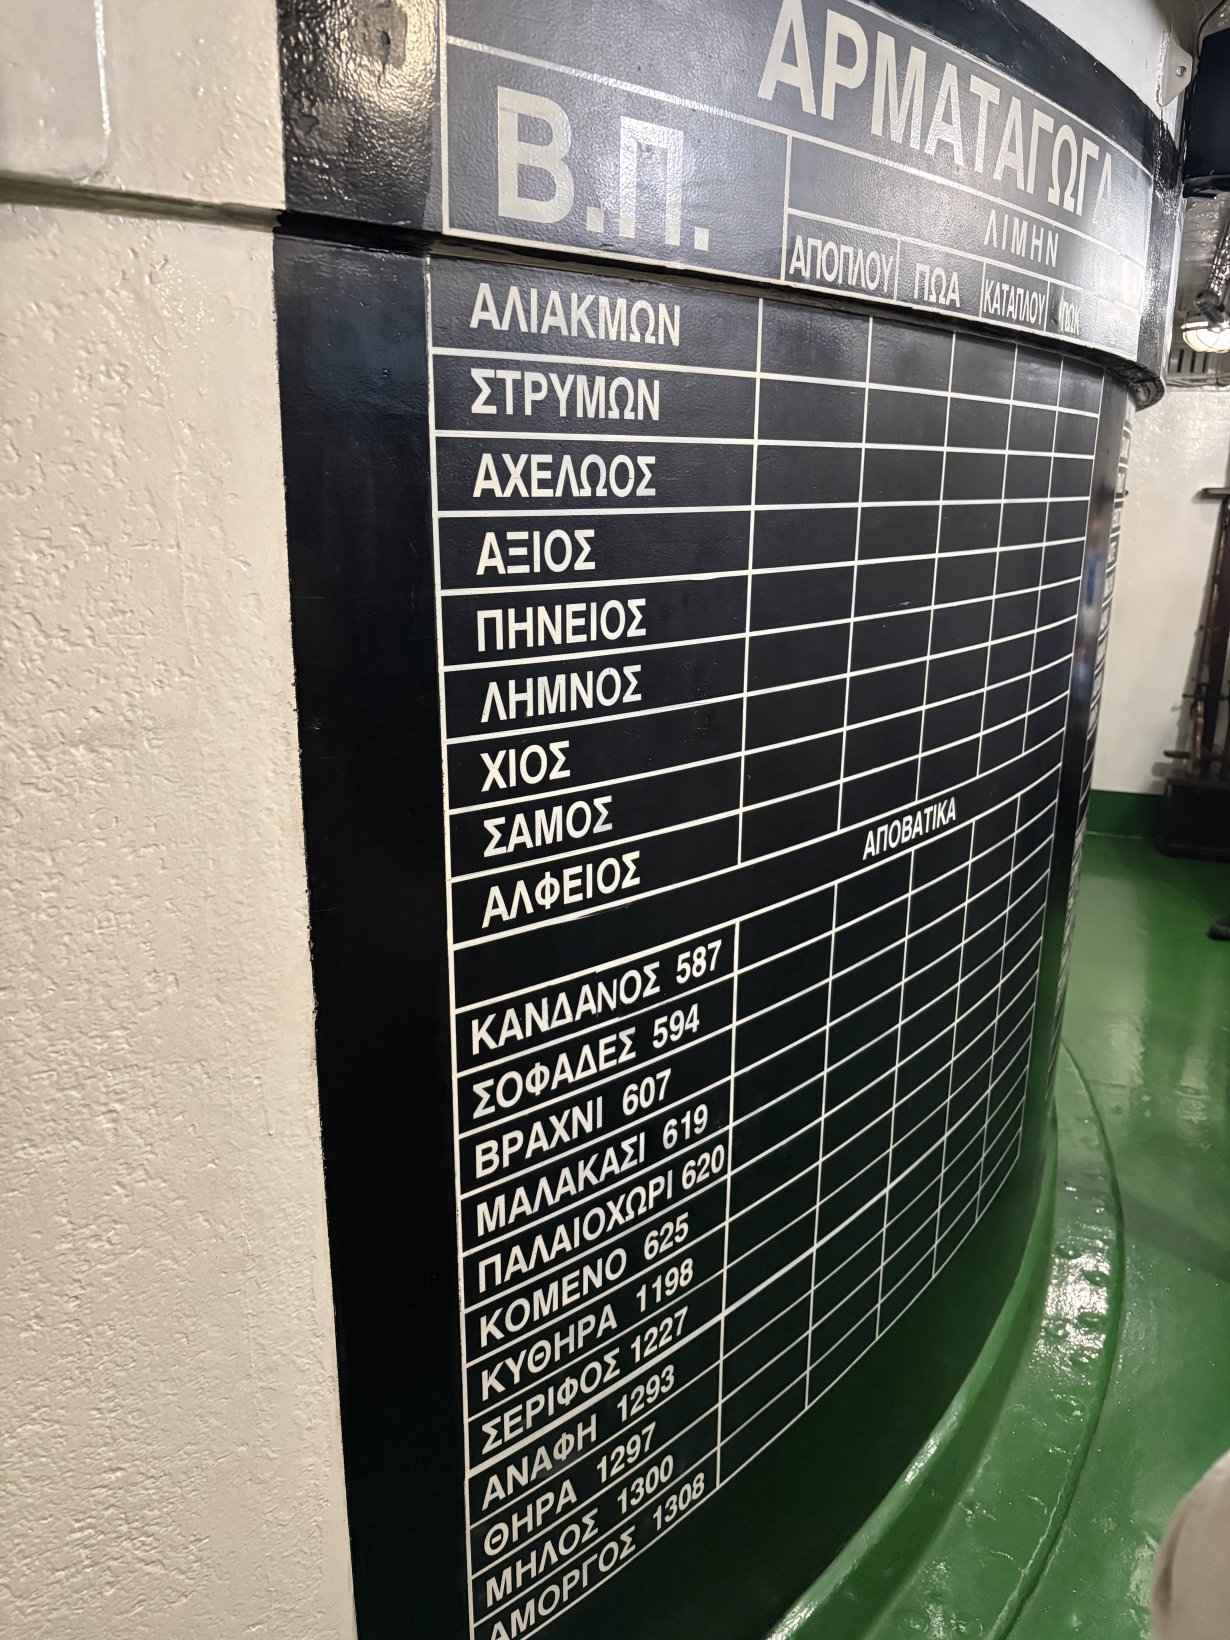 ΑΡΜΑΤΑΓΩΓΑ
Β.Π.
ΛΙΜΗΝ
ΑΠΟΠΛΟΥ ΠΩΑ ΚΑΤΑΠΛΟΥ ΠΩΚ
ΑΛΙΑΚΜΩΝ
ΣΤΡΥΜΩΝ
ΑΧΕΛΩΟΣ
ΑΞΙΟΣ
ΠΗΝΕΙΟΣ
ΛΗΜΝΟΣ
ΧΙΟΣ
ΣΑΜΟΣ
ΑΛΦΕΙΟΣ
ΑΠΟΒΑΤΙΚΑ
ΚΑΝΔΑΝΟΣ 587
ΣΟΦΑΔΕΣ 594
ΒΡΑΧΝΙ 607
ΜΑΛΑΚΑΣΙ 619
ΠΑΛΑΙΟΧΩΡΙ 620
ΚΟΜΕΝΟ 625
ΚΥΘΗΡΑ 1198
ΣΕΡΙΦΟΣ 1227
ΑΝΑΦΗ 1293
ΘΗΡΑ 1297
ΜΗΛΟΣ 1300
ΑΜΟΡΓΟΣ 1308